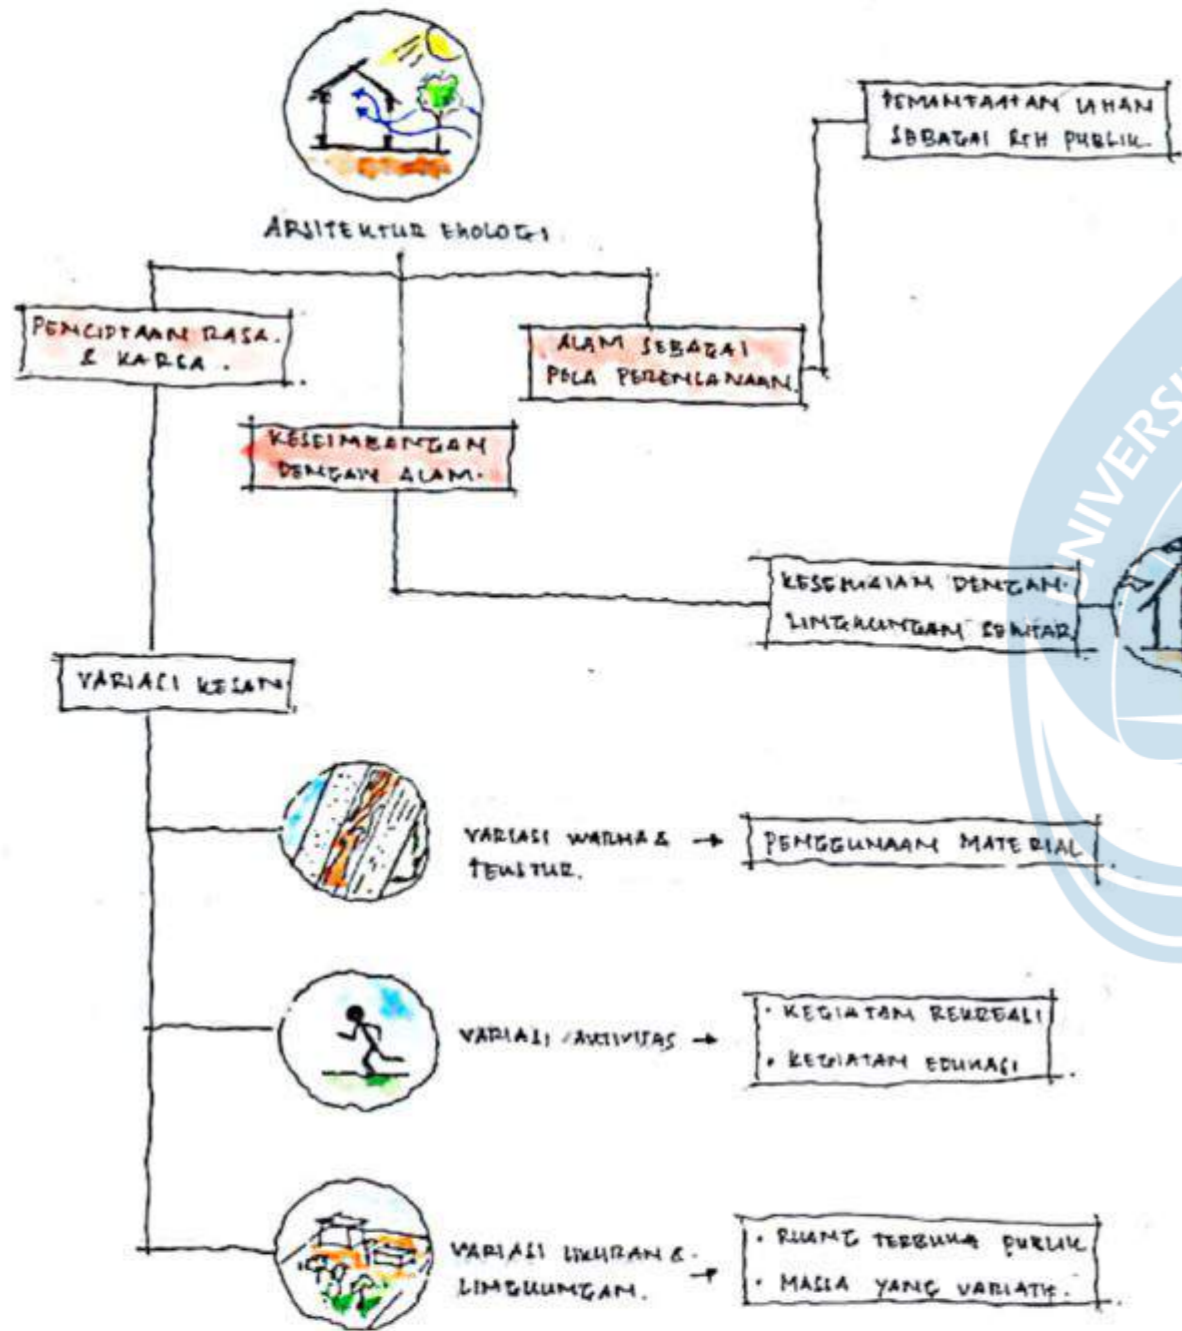 PEMANFAATAN LAHAN
SEBAGAI RTH PUBLIK.
ARSITEKTUR EKOLOGI
PENCIPTAAN RASA.
& KARSA.
ALAM SEBAGAI
POLA PERENCANAAN.
KESEIMBANGAN
DENGAN ALAM.
KESESUAIAN DENGAN
LINGKUNGAN SEKITAR
UNIVERSI
VARIASI KESAN
VARIASI WARNA &
TEKSTUR.
→ PENGGUNAAN MATERIAL
VARIASI AKTIVITAS →
• KEGIATAN REKREASI
• KEGIATAN EDUKASI
VARIASI UKURAN &
LINGKUNGAN. →
• RUANG TERBUKA PUBLIK
• MASSA YANG VARIATIF.